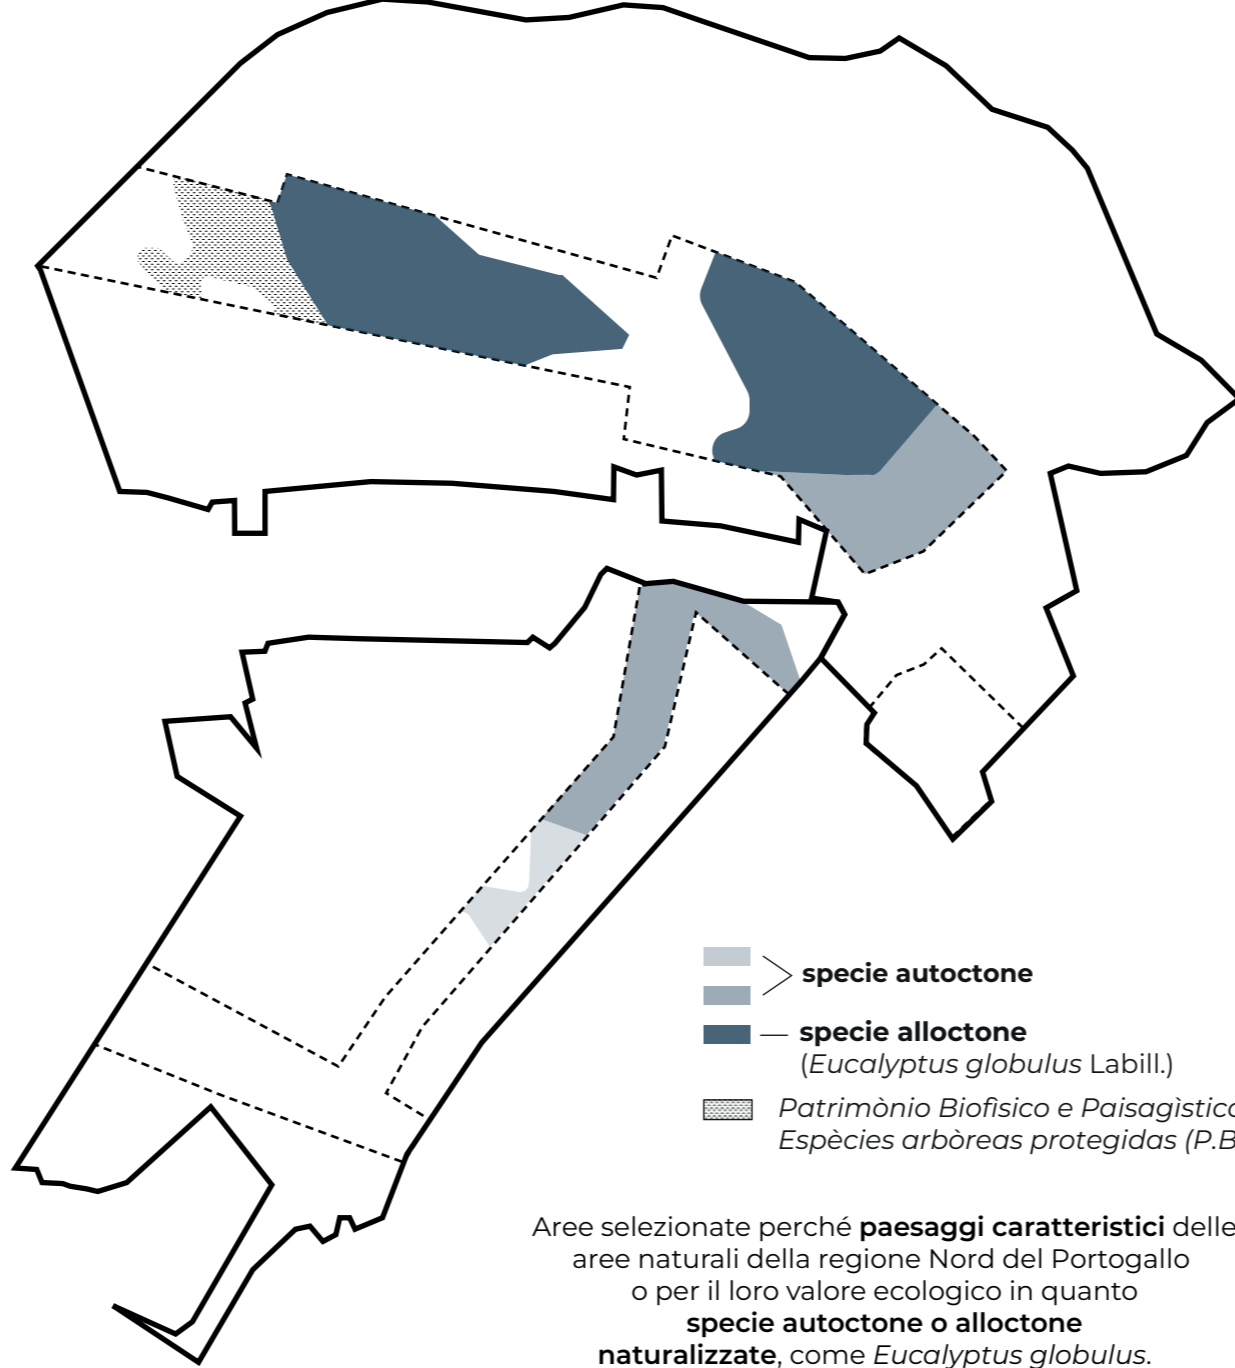 specie autoctone
specie alloctone
(Eucalyptus globulus Labill.)
Patrimònio Biofisico e Paisagìstico
Espècies arbòreas protegidas (P.B
Aree selezionate perché paesaggi caratteristici delle
aree naturali della regione Nord del Portogallo
o per il loro valore ecologico in quanto
specie autoctone o alloctone
naturalizzate, come Eucalyptus globulus.